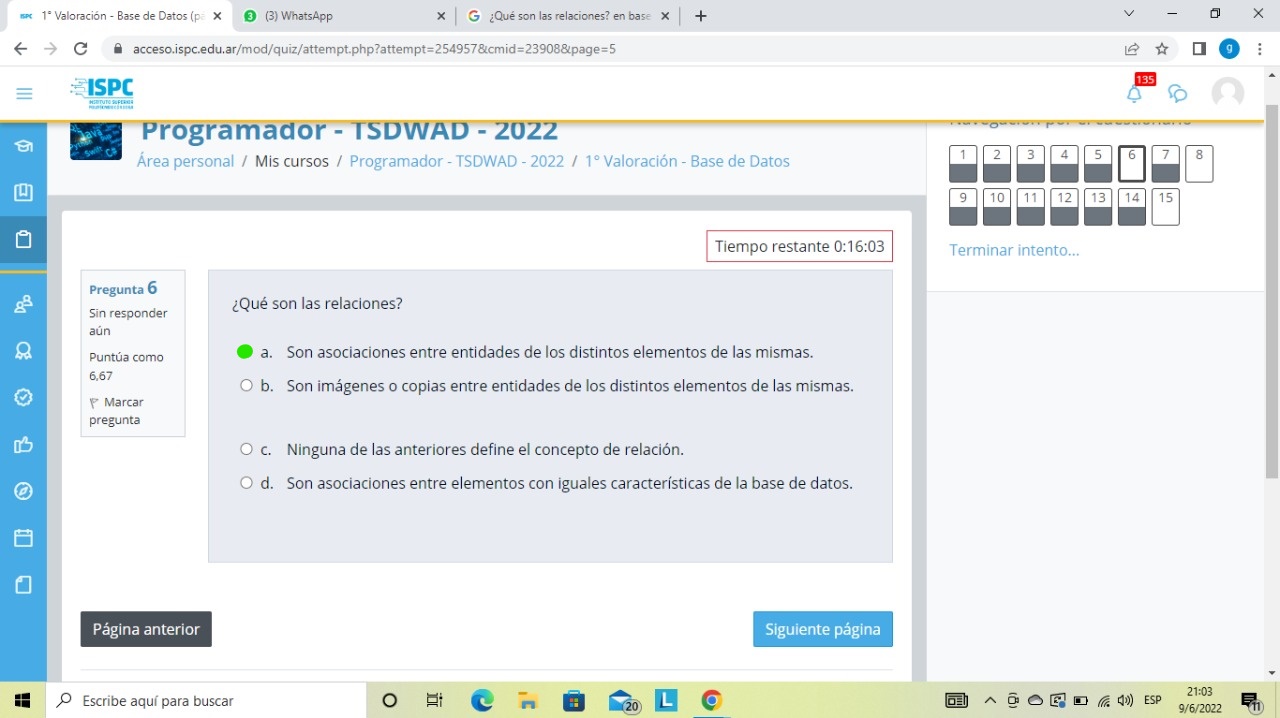 1° Valoración - Base de Datos (pa
(3) WhatsApp
¿Qué son las relaciones? en base
acceso.ispc.edu.ar/mod/quiz/attempt.php?attempt=254957&cmid=23908&page=5
g
ISPC
INSTITUTO SUPERIOR
POLITÉCNICO CÓRDOBA
135
Programador - TSDWAD - 2022
Área personal / Mis cursos / Programador - TSDWAD - 2022 / 1° Valoración - Base de Datos
Navegación por el cuestionario
1 2 3 4 5 6 7 8
9 10 11 12 13 14 15
Terminar intento...
Tiempo restante 0:16:03
Pregunta 6
Sin responder
aún
Puntúa como
6,67
Marcar
pregunta
¿Qué son las relaciones?
a. Son asociaciones entre entidades de los distintos elementos de las mismas.
b. Son imágenes o copias entre entidades de los distintos elementos de las mismas.
c. Ninguna de las anteriores define el concepto de relación.
d. Son asociaciones entre elementos con iguales características de la base de datos.
Página anterior
Siguiente página
Escribe aquí para buscar
20
L
ESP
21:03
9/6/2022
11